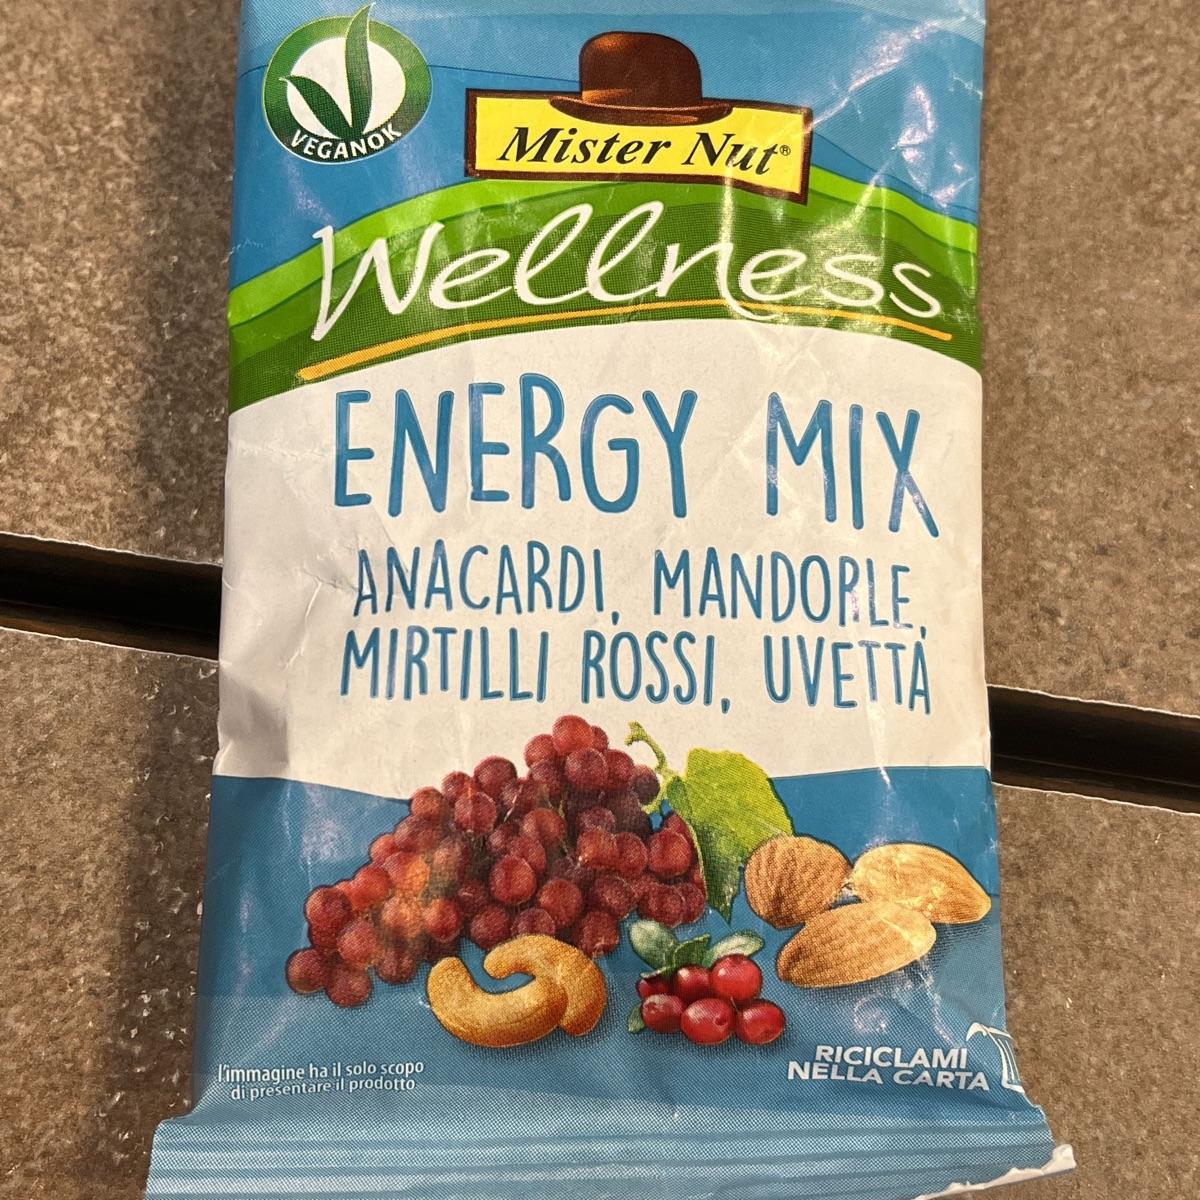 VEGANOK
Mister Nut®
Wellness
ENERGY MIX
ANACARDI, MANDORLE,
MIRTILLI ROSSI, UVETTA
l'immagine ha il solo scopo
di presentare il prodotto
RICICLAMI
NELLA CARTA